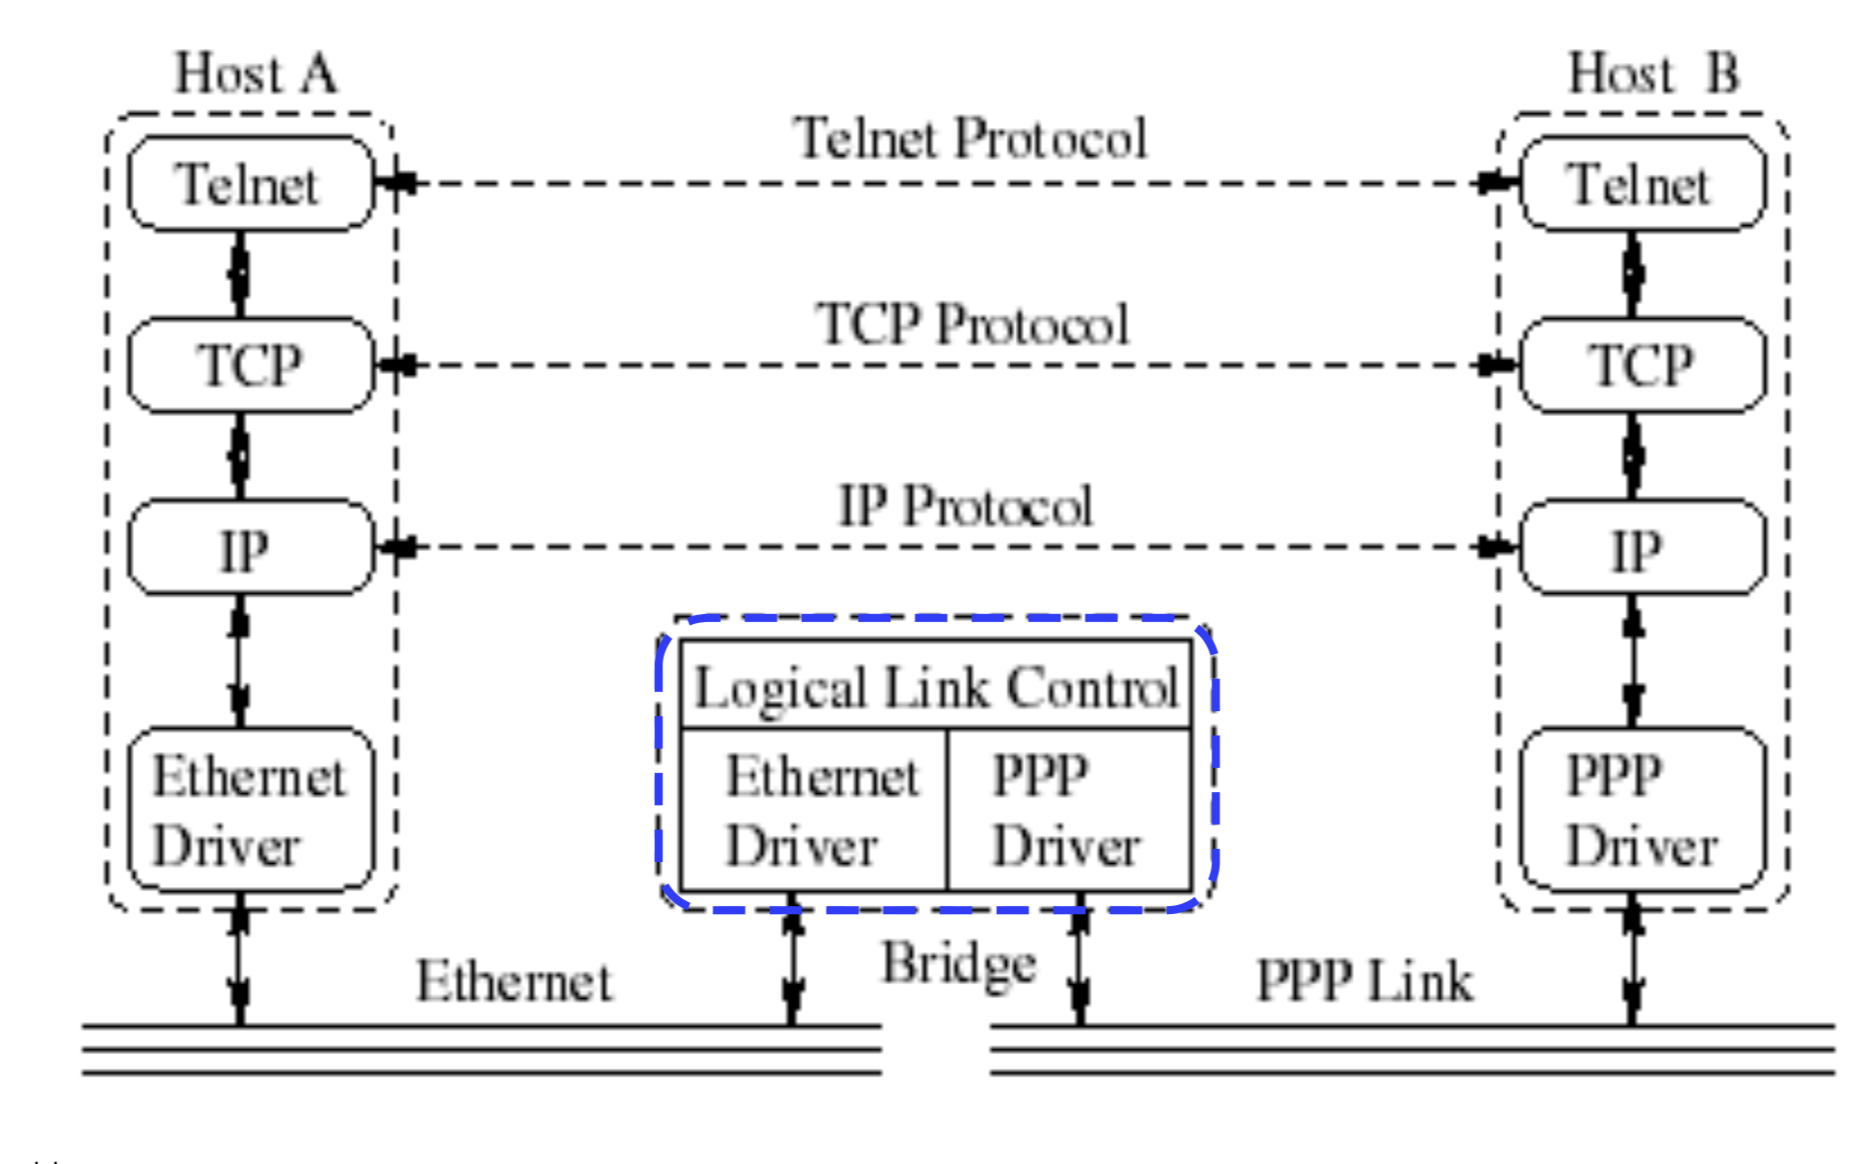 Host A
Host B
Telnet Protocol
Telnet
Telnet
TCP Protocol
TCP
TCP
IP Protocol
IP
IP
Logical Link Control
Ethernet
Driver
Ethernet
Driver
PPP
Driver
PPP
Driver
Ethernet
Bridge
PPP Link